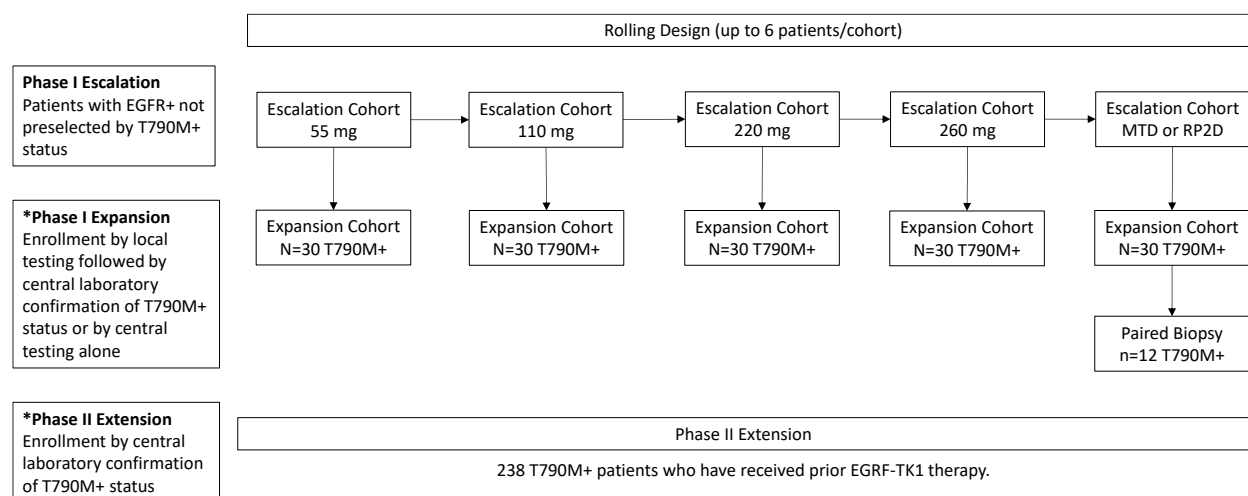 Rolling Design (up to 6 patients/cohort)
Phase I Escalation
Patients with EGFR+ not
preselected by T790M+
status
Escalation Cohort
55 mg
Escalation Cohort
110 mg
Escalation Cohort
220 mg
Escalation Cohort
260 mg
Escalation Cohort
MTD or RP2D
*Phase I Expansion
Enrollment by local
testing followed by
central laboratory
confirmation of T790M+
status or by central
testing alone
Expansion Cohort
N=30 T790M+
Expansion Cohort
N=30 T790M+
Expansion Cohort
N=30 T790M+
Expansion Cohort
N=30 T790M+
Expansion Cohort
N=30 T790M+
Paired Biopsy
n=12 T790M+
*Phase II Extension
Enrollment by central
laboratory confirmation
of T790M+ status
Phase II Extension
238 T790M+ patients who have received prior EGRF-TK1 therapy.